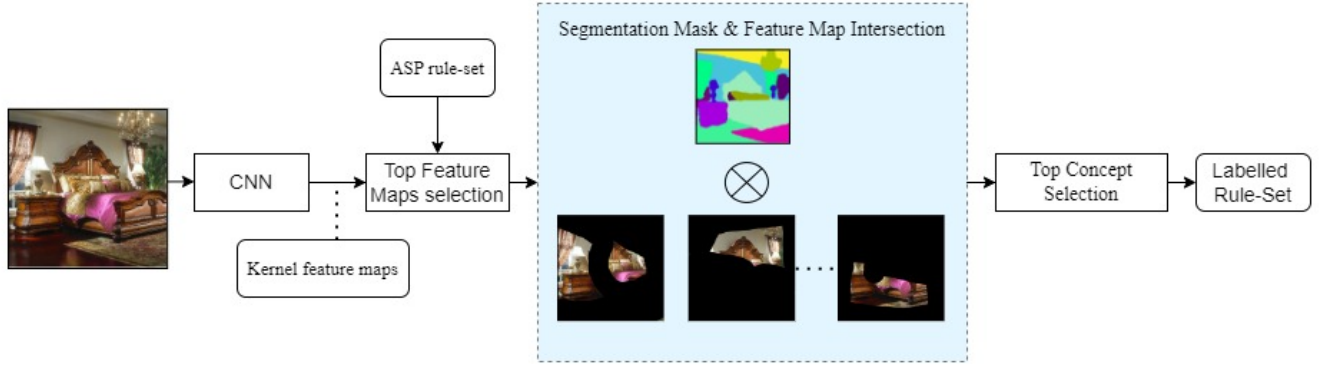 Segmentation Mask & Feature Map Intersection
ASP rule-set
CNN
Top Feature
Maps selection
Kernel feature maps
Top Concept
Selection
Labelled
Rule-Set